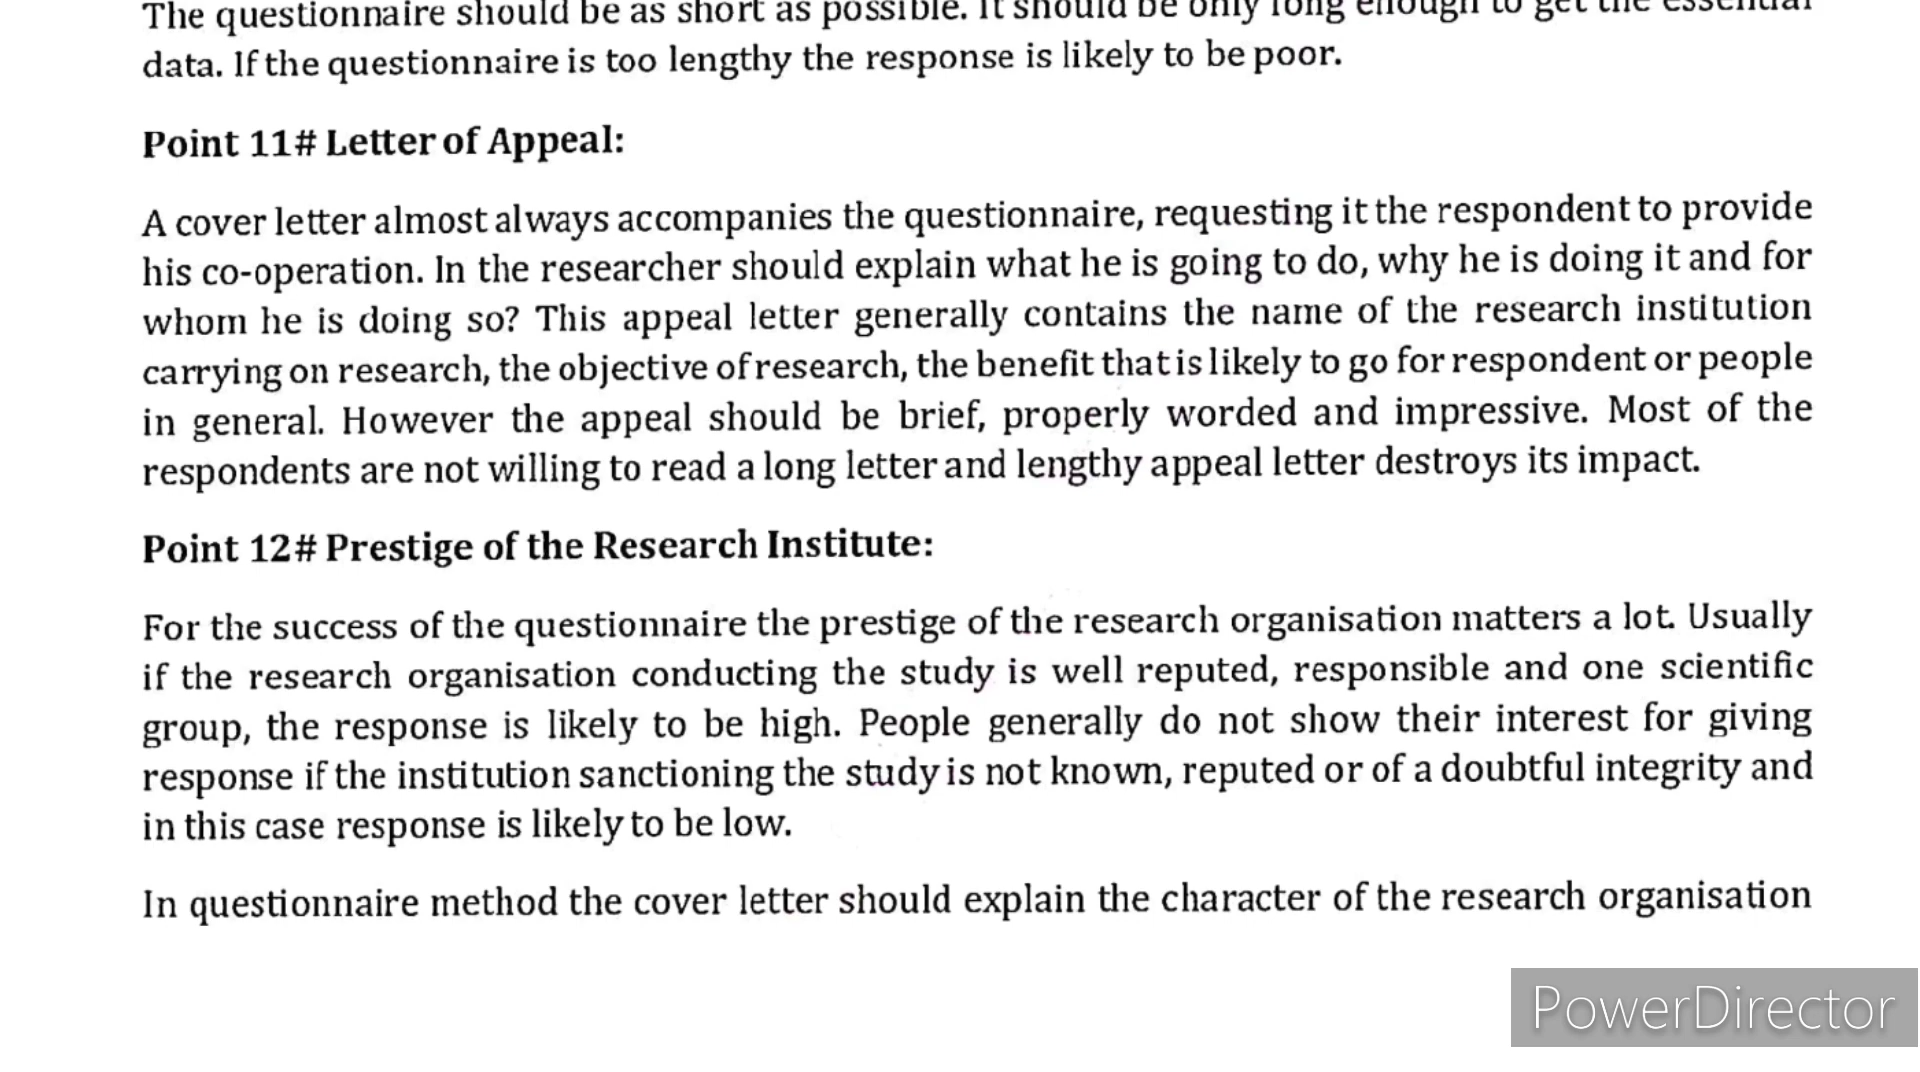 The questionnaire should be as short as possible. It should be only long enough to get the essential
data. If the questionnaire is too lengthy the response is likely to be poor.
Point 11# Letter of Appeal:
A cover letter almost always accompanies the questionnaire, requesting it the respondent to provide
his co-operation. In the researcher should explain what he is going to do, why he is doing it and for
whom he is doing so? This appeal letter generally contains the name of the research institution
carrying on research, the objective of research, the benefit that is likely to go for respondent or people
in general. However the appeal should be brief, properly worded and impressive. Most of the
respondents are not willing to read a long letter and lengthy appeal letter destroys its impact.
Point 12# Prestige of the Research Institute:
For the success of the questionnaire the prestige of the research organisation matters a lot. Usually
if the research organisation conducting the study is well reputed, responsible and one scientific
group, the response is likely to be high. People generally do not show their interest for giving
response if the institution sanctioning the study is not known, reputed or of a doubtful integrity and
in this case response is likely to be low.
In questionnaire method the cover letter should explain the character of the research organisation
PowerDirector